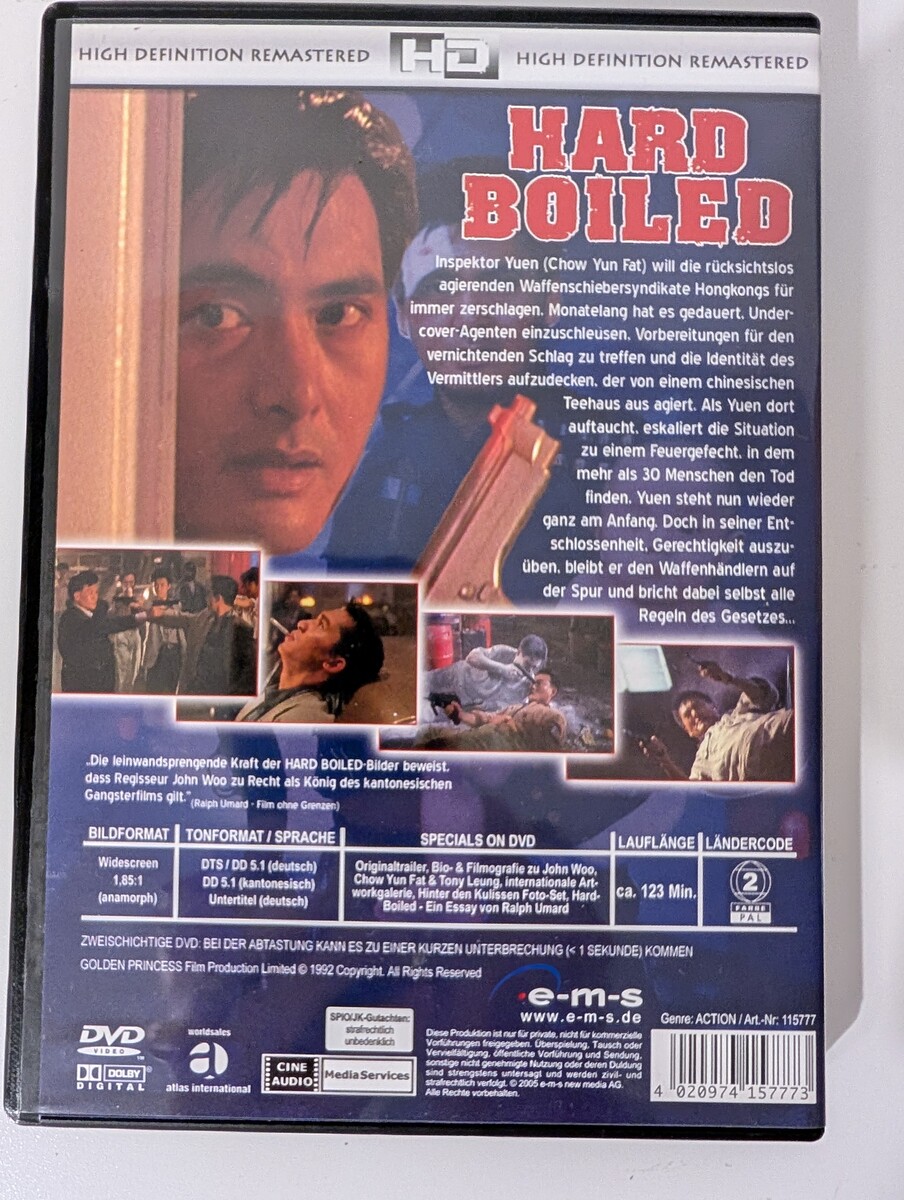 HIGH DEFINITION REMASTERED HD HIGH DEFINITION REMASTERED
HARD
BOILED
Inspektor Yuen (Chow Yun Fat) will die rücksichtslos
agierenden Waffenschiebersyndikate Hongkongs für
immer zerschlagen. Monatelang hat es gedauert, Under-
cover-Agenten einzuschleusen, Vorbereitungen für den
vernichtenden Schlag zu treffen und die Identität des
Vermittlers aufzudecken, der von einem chinesischen
Teehaus aus agiert. Als Yuen dort
auftaucht, eskaliert die Situation
zu einem Feuergefecht, in dem
mehr als 30 Menschen den Tod
finden. Yuen steht nun wieder
ganz am Anfang. Doch in seiner Ent-
schlossenheit, Gerechtigkeit auszu-
üben, bleibt er den Waffenhändlern auf
der Spur und bricht dabei selbst alle
Regeln des Gesetzes...
„Die leinwandsprengende Kraft der HARD BOILED-Bilder beweist,
dass Regisseur John Woo zu Recht als König des kantonesischen
Gangsterfilms gilt.“ (Ralph Umard - Film ohne Grenzen)
BILDFORMAT
Widescreen
1,85:1
(anamorph)
TONFORMAT / SPRACHE
DTS / DD 5.1 (deutsch)
DD 5.1 (kantonesisch)
Untertitel (deutsch)
SPECIALS ON DVD
Originaltrailer, Bio- & Filmografie zu John Woo,
Chow Yun Fat & Tony Leung, internationale Art-
workgalerie, Hinter den Kulissen Foto-Set, Hard-
Boiled - Ein Essay von Ralph Umard
LAUFLÄNGE
ca. 123 Min.
LÄNDERCODE
2
FARBE
PAL
ZWEISCHICHTIGE DVD: BEI DER ABTASTUNG KANN ES ZU EINER KURZEN UNTERBRECHUNG (< 1 SEKUNDE) KOMMEN
GOLDEN PRINCESS Film Production Limited © 1992 Copyright. All Rights Reserved
e-m-s
www.e-m-s.de
Genre: ACTION / Art.-Nr: 115777
DVD
VIDEO
DOLBY
DIGITAL
worldsales
a
atlas international
SPIO/JK-Gutachten:
strafrechtlich
unbedenklich
CINE
AUDIO
MediaServices
Diese Produktion ist nur für private, nicht für kommerzielle
Vorführungen freigegeben. Überspielung, Tausch oder
Vervielfältigung, öffentliche Vorführung und Sendung,
sonstige nicht genehmigte Nutzung oder deren Duldung
sind strengstens untersagt und werden zivil- und
strafrechtlich verfolgt. © 2005 e-m-s new media AG.
Alle Rechte vorbehalten.
4 020974 157773